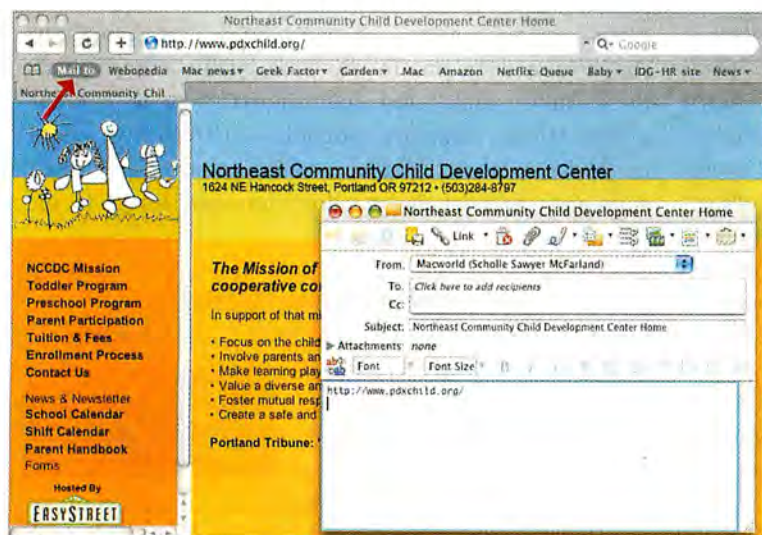 Northeast Community Child Development Center Home
http://www.pdxchild.org/
Q- Google
Mail to Webopedia Mac news Geek Factor Garden .Mac Amazon Netflix Queue Baby IDG-HR site News
Northeast Community Chil...
Northeast Community Child Development Center
1624 NE Hancock Street, Portland OR 97212 • (503)284-8797
NCCDC Mission
Toddler Program
Preschool Program
Parent Participation
Tuition & Fees
Enrollment Process
Contact Us
News & Newsletter
School Calendar
Shift Calendar
Parent Handbook
Forms
Hosted By
EASYSTREET
The Mission of
cooperative co
In support of that mi
• Focus on the child
• Involve parents an
• Make learning play
• Value a diverse an
• Foster mutual resp
• Create a safe and
Portland Tribune: "
Northeast Community Child Development Center Home
Link
From: Macworld (Scholle Sawyer McFarland)
To: Click here to add recipients
Cc:
Subject: Northeast Community Child Development Center Home
Attachments: none
Font Font Size
http://www.pdxchild.org/